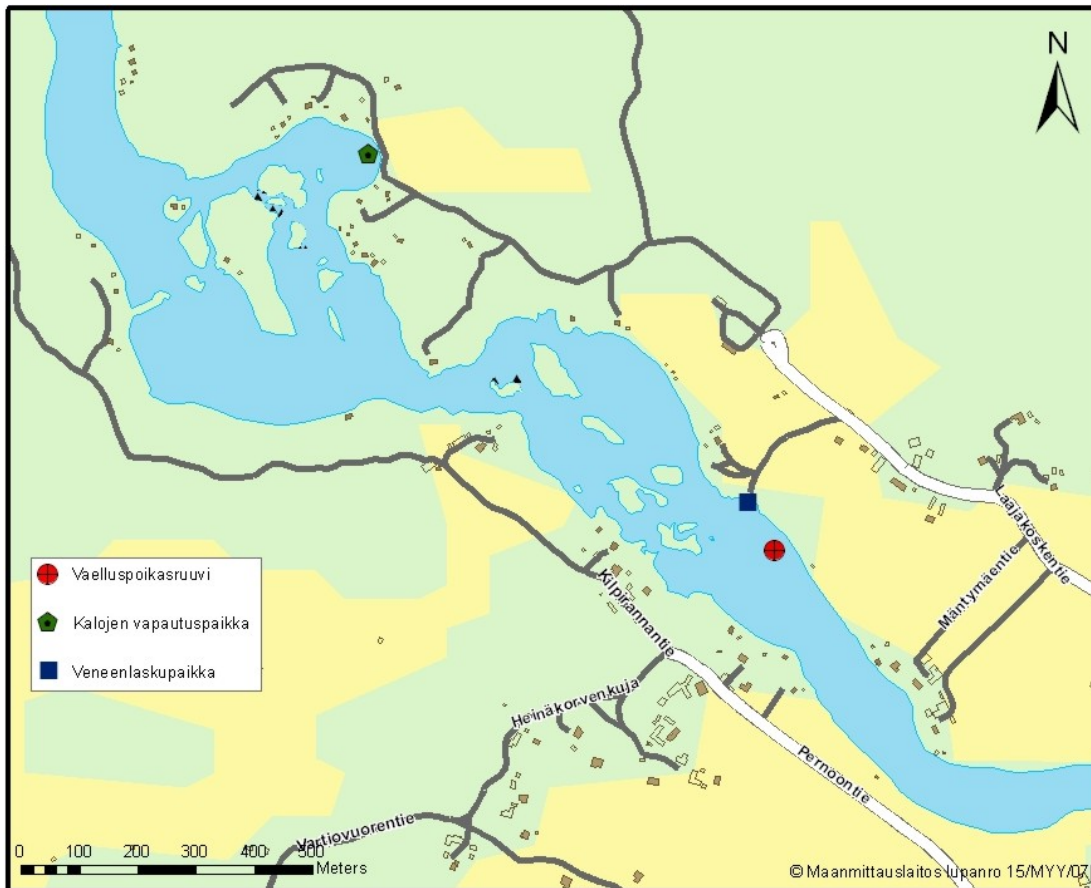 N
Vaelluspoikasruuvi
Kalojen vapautuspaikka
Veneenlaskupaikka
Laajakoskentie
Mäntymäentie
Kilpirannantie
Heinäkorvenkuja
Pernoontie
Vartiovuorentie
0 100 200 300 400 500
Meters
© Maanmittauslaitos lupanro 15/MYY/07